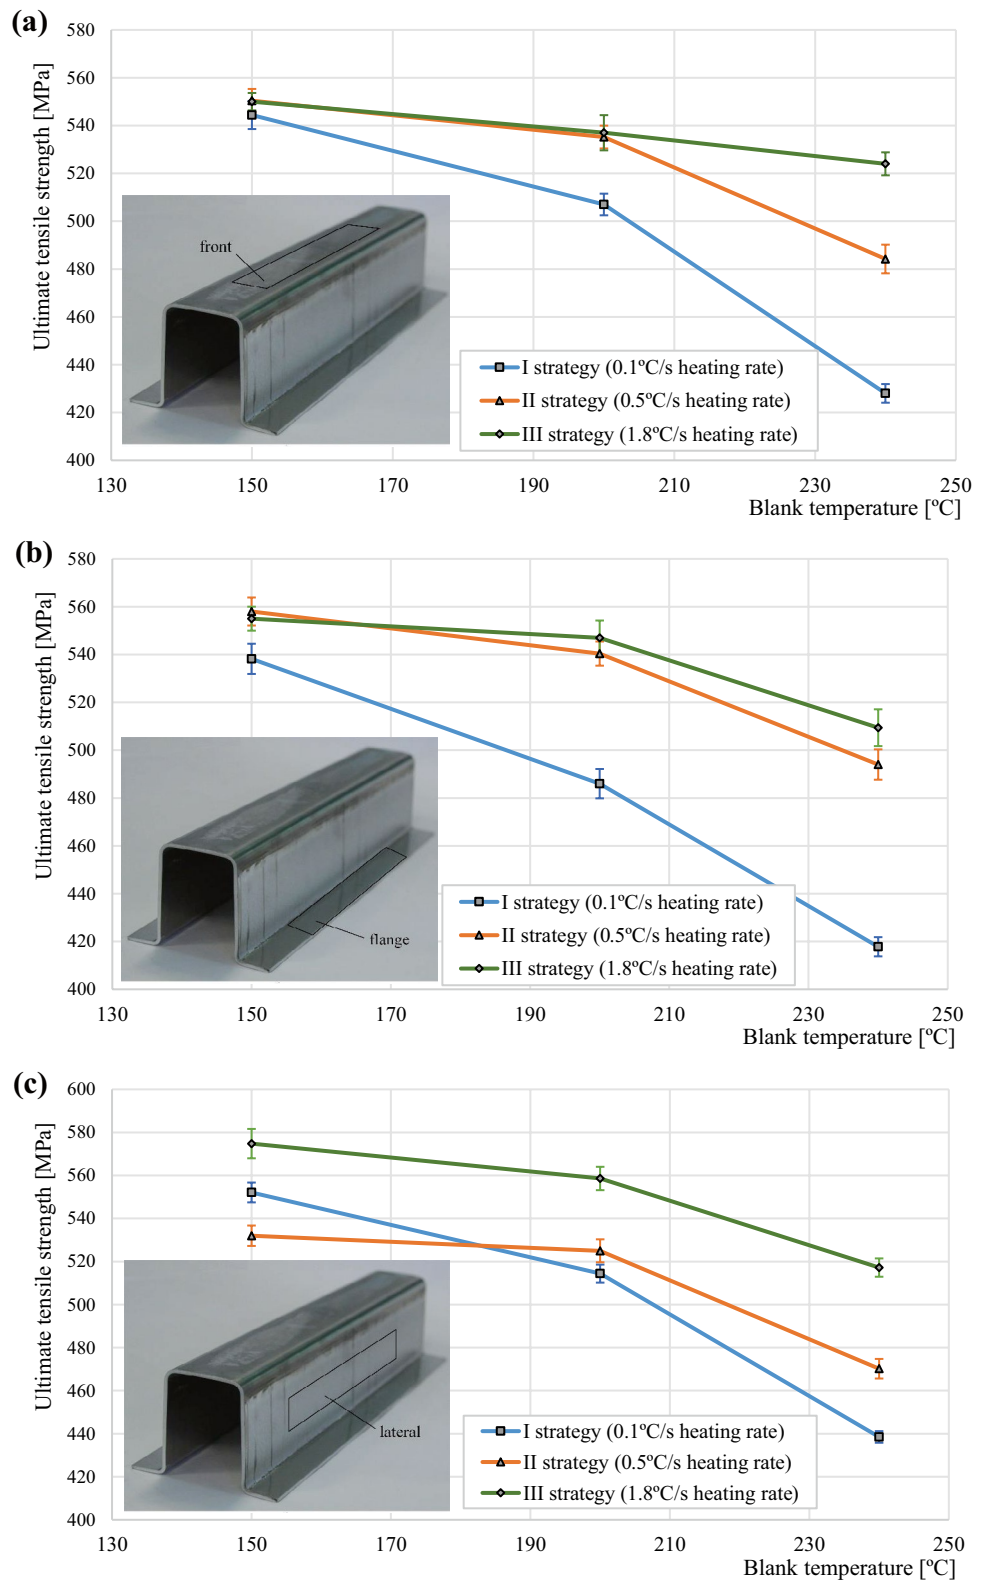 (a)
580
560
540
520
500
480
460
440
420
400
Ultimate tensile strength [MPa]
front
I strategy (0.1ºC/s heating rate)
II strategy (0.5ºC/s heating rate)
III strategy (1.8ºC/s heating rate)
130 150 170 190 210 230 250
Blank temperature [ºC]
(b)
580
560
540
520
500
480
460
440
420
400
Ultimate tensile strength [MPa]
flange
I strategy (0.1ºC/s heating rate)
II strategy (0.5ºC/s heating rate)
III strategy (1.8ºC/s heating rate)
130 150 170 190 210 230 250
Blank temperature [ºC]
(c)
600
580
560
540
520
500
480
460
440
420
400
Ultimate tensile strength [MPa]
lateral
I strategy (0.1ºC/s heating rate)
II strategy (0.5ºC/s heating rate)
III strategy (1.8ºC/s heating rate)
130 150 170 190 210 230 250
Blank temperature [ºC]